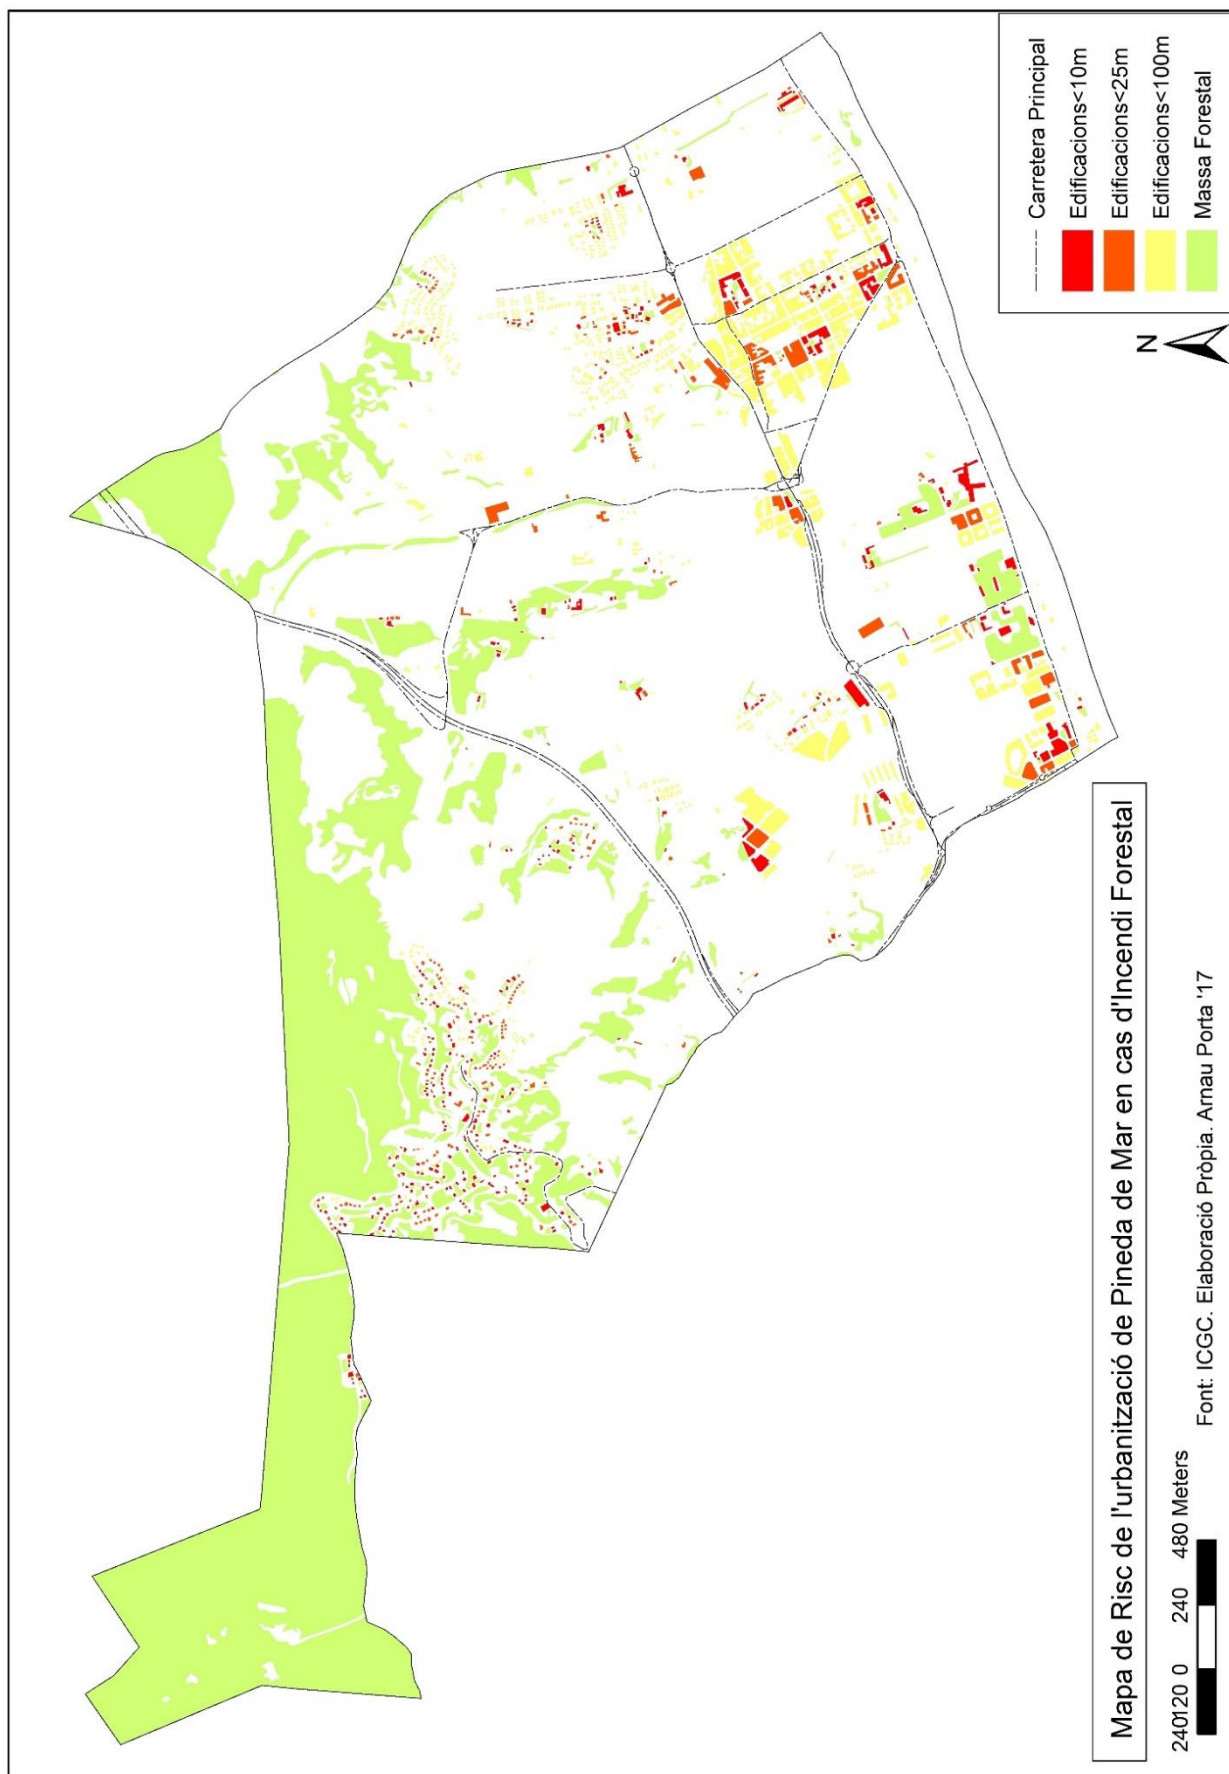 Carretera Principal
Edificacions<10m
Edificacions<25m
Edificacions<100m
Massa Forestal
N
Mapa de Risc de l'urbanització de Pineda de Mar en cas d'Incendi Forestal
240120 0 240 480 Meters
Font: ICGC. Elaboració Pròpia. Arnau Porta '17